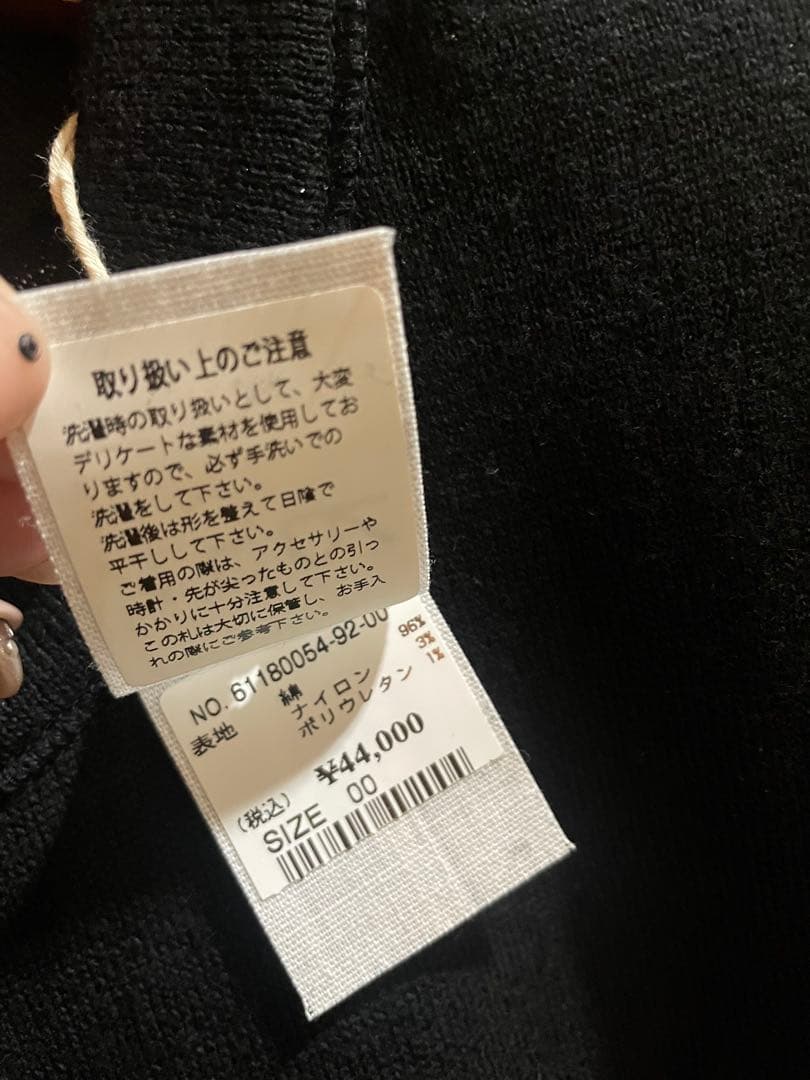 取り扱い上のご注意
洗濯時の取り扱いとして、大変
デリケートな素材を使用してお
りますので、必ず手洗いでの
洗濯をして下さい。
洗濯後は形を整えて日陰で
平干しして下さい。
ご着用の際は、アクセサリーや
時計・先が尖ったものとの引っ
かかりに十分注意して下さい。
この札は大切に保管し、お手入
れの際にご参考下さい。
NO. 61180054-92-00
表地 綿 96%
ナイロン 3%
ポリウレタン 1%
(税込) ¥44,000
SIZE 00